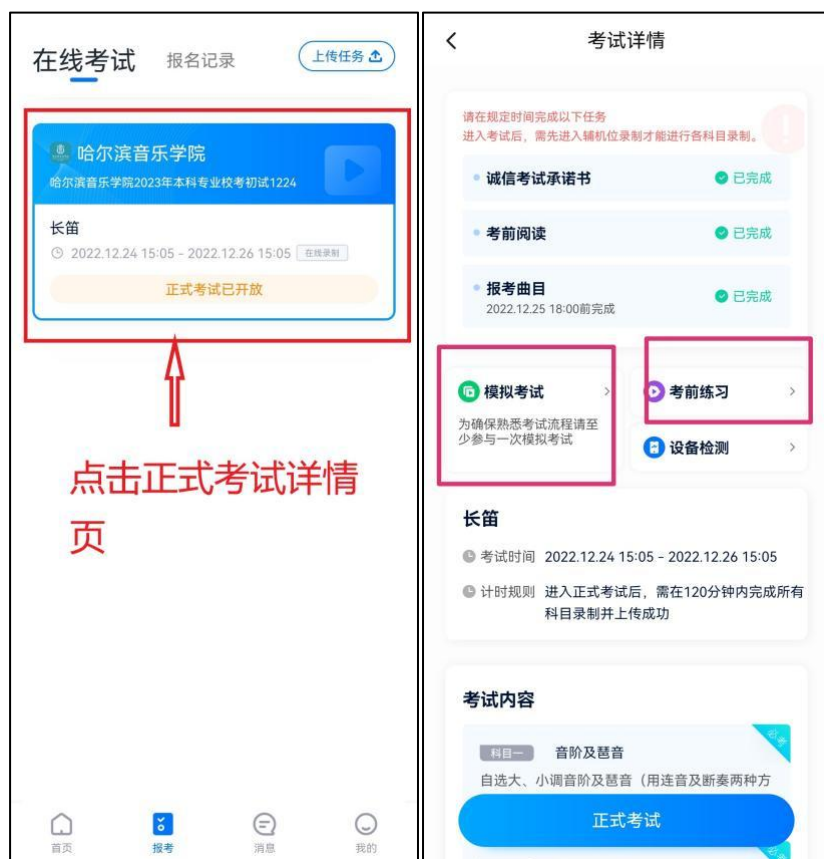 在线考试
报名记录
上传任务
哈尔滨音乐学院
哈尔滨音乐学院2023年本科专业校考初试1224
长笛
2022.12.24 15:05 - 2022.12.26 15:05 在线录制
正式考试已开放
点击正式考试详情
页
首页
报考
消息
我的
考试详情
请在规定时间完成以下任务
进入考试后，需先进入辅机位录制才能进行各科目录制。
诚信考试承诺书 已完成
考前阅读 已完成
报考曲目 已完成
2022.12.25 18:00前完成
模拟考试
为确保熟悉考试流程请至
少参与一次模拟考试
考前练习
设备检测
长笛
考试时间 2022.12.24 15:05 - 2022.12.26 15:05
计时规则 进入正式考试后，需在120分钟内完成所有
科目录制并上传成功
考试内容
必考
科目一 音阶及琶音
自选大、小调音阶及琶音（用连音及断奏两种方
正式考试